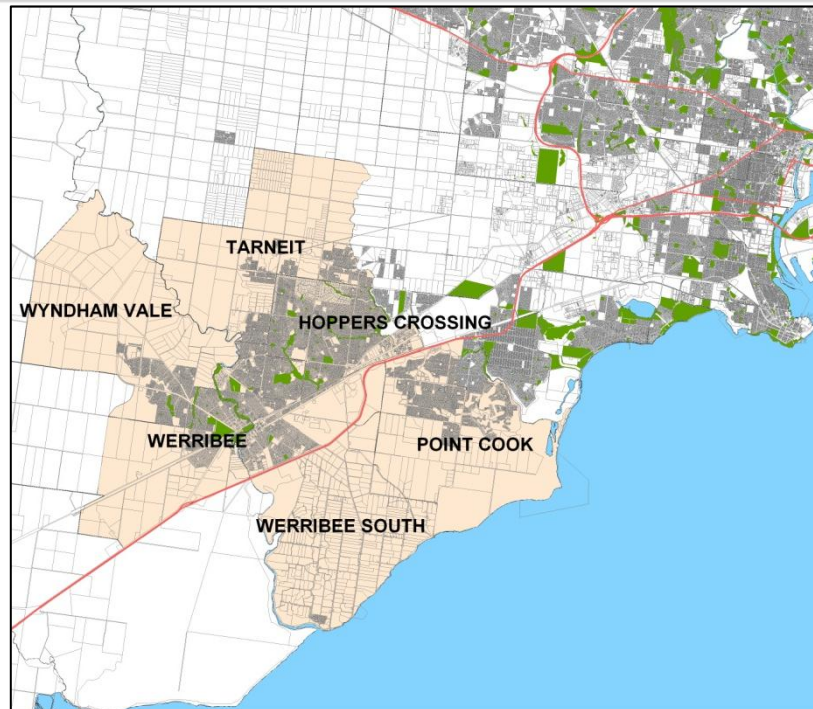 TARNEIT
WYNDHAM VALE
HOPPERS CROSSING
WERRIBEE
POINT COOK
WERRIBEE SOUTH